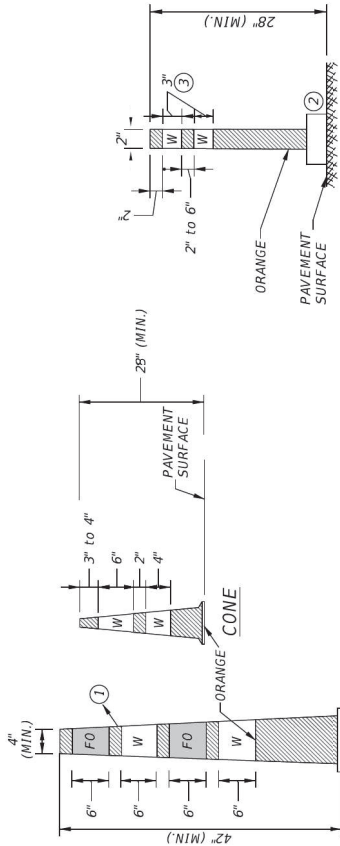 4"
(MIN.)
FO
①
W
FO
W
6"
6"
6"
6"
42" (MIN.)
ORANGE
3" to 4"
6"
2"
4"
W
W
28" (MIN.)
PAVEMENT
SURFACE
CONE
2"
2"
3"
③
W
W
2" to 6"
28" (MIN.)
ORANGE
②
PAVEMENT
SURFACE